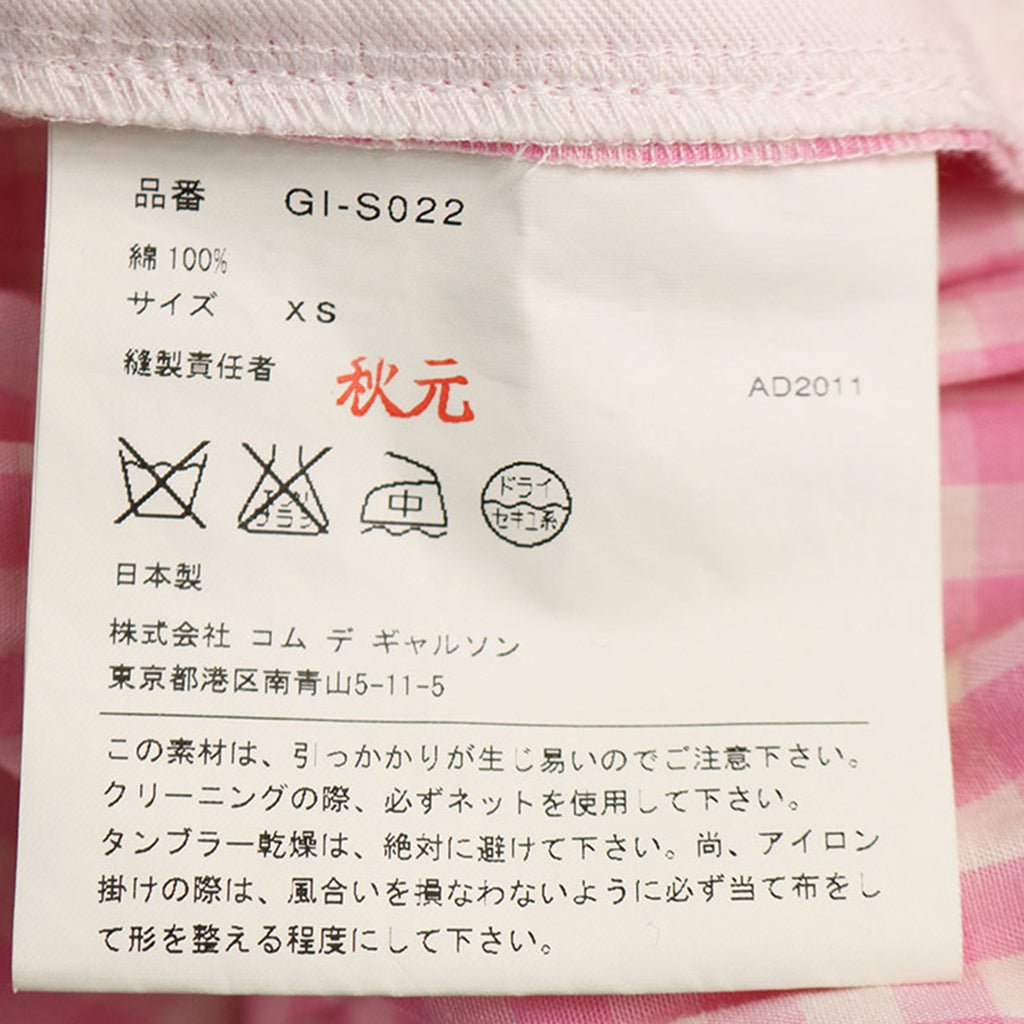 品番 GI-S022
綿 100%
サイズ XS
縫製責任者 秋元
AD2011
エンソ
サラシ
中
ドライ
セキユ系
日本製
株式会社 コム デ ギャルソン
東京都港区南青山5-11-5
この素材は、引っかかりが生じ易いのでご注意下さい。
クリーニングの際、必ずネットを使用して下さい。
タンブラー乾燥は、絶対に避けて下さい。尚、アイロン
掛けの際は、風合いを損なわないように必ず当て布をし
て形を整える程度にして下さい。